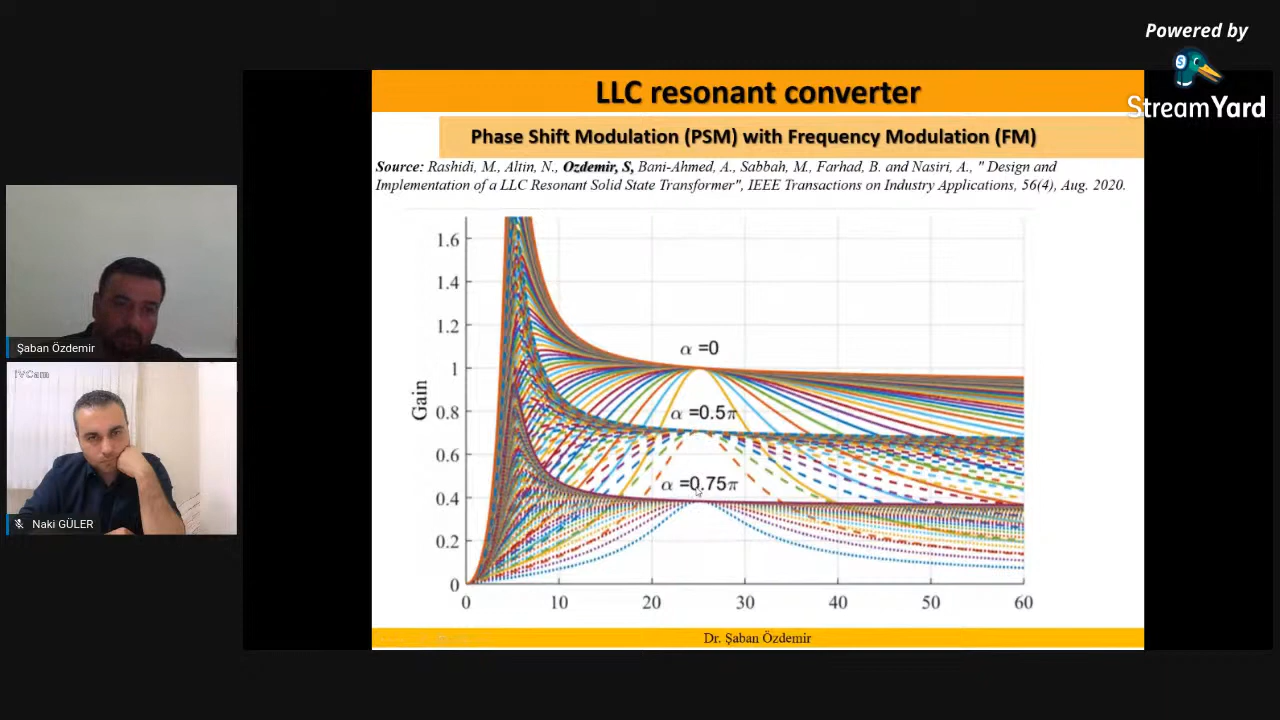 Powered by
StreamYard
LLC resonant converter
Phase Shift Modulation (PSM) with Frequency Modulation (FM)
Source: Rashidi, M., Altin, N., Ozdemir, S, Bani-Ahmed, A., Sabbah, M., Farhad, B. and Nasiri, A., " Design and
Implementation of a LLC Resonant Solid State Transformer", IEEE Transactions on Industry Applications, 56(4), Aug. 2020.
Gain
1.6
1.4
1.2
1
0.8
0.6
0.4
0.2
0
α =0
α =0.5π
α =0.75π
0 10 20 30 40 50 60
Dr. Şaban Özdemir
Şaban Özdemir
iVCam
Naki GÜLER